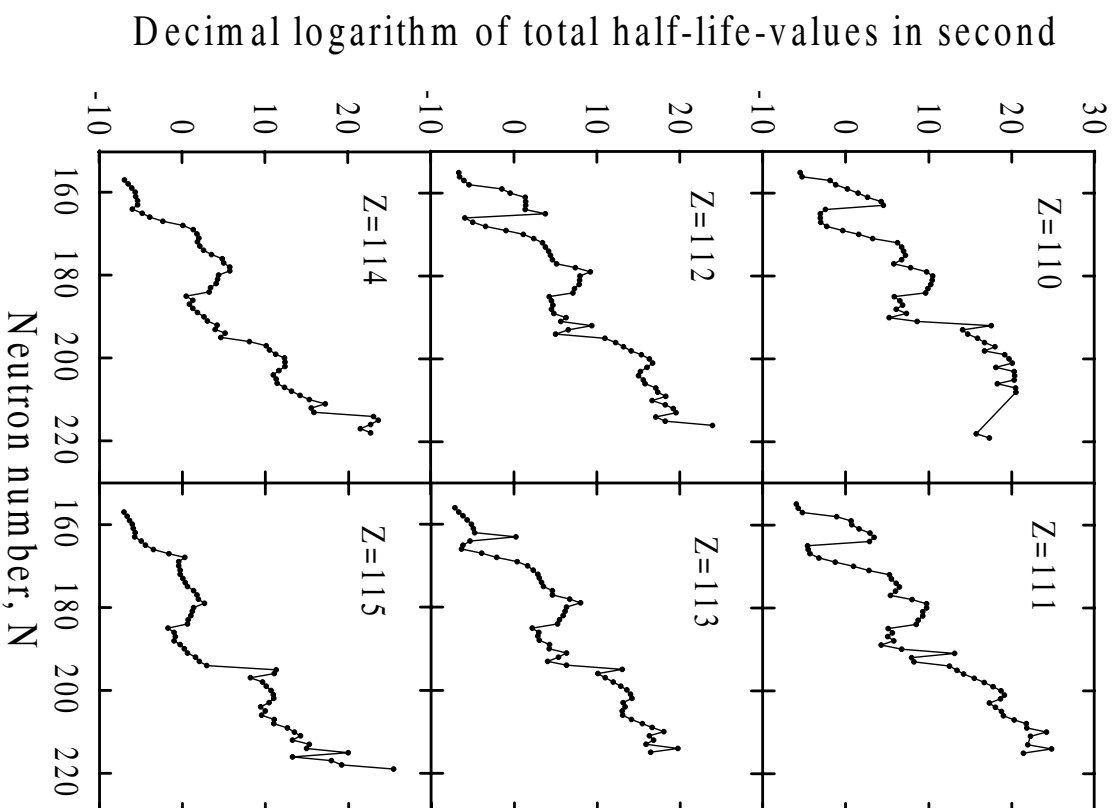 Decimal logarithm of total half-life-values in second
-10 0 10 20 -10 0 10 20 -10 0 10 20 30
Z=114
Z=112
Z=110
160 180 200 220
Z=115
Z=113
Z=111
160 180 200 220
Neutron number, N